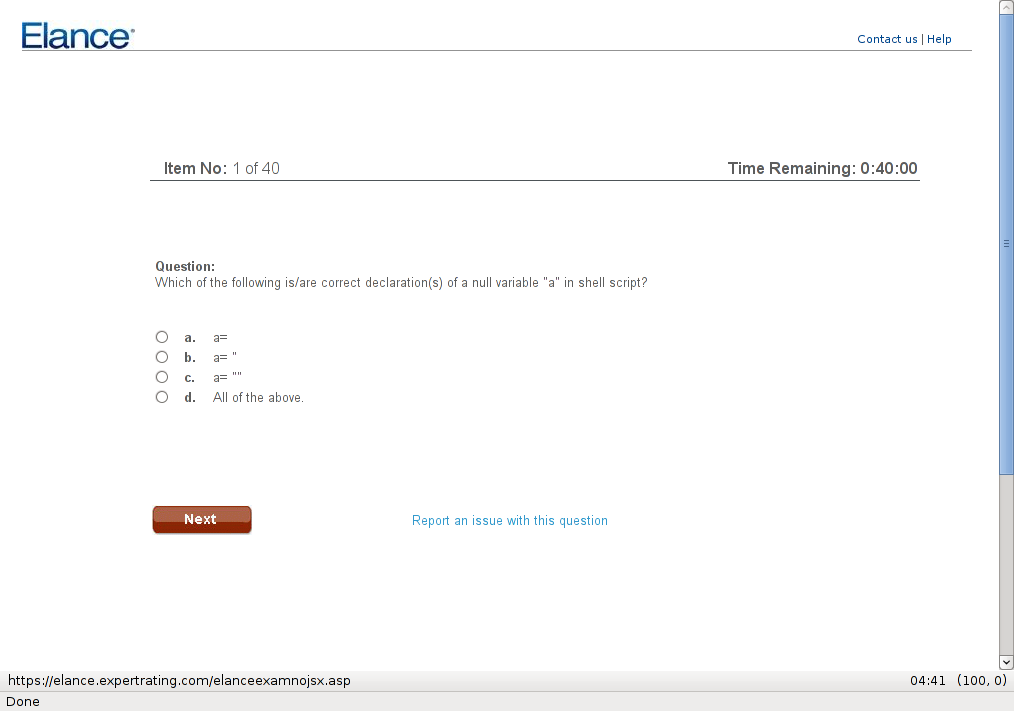 Elance
Contact us | Help
Item No: 1 of 40
Time Remaining: 0:40:00
Question:
Which of the following is/are correct declaration(s) of a null variable "a" in shell script?
a. a=
b. a= "
c. a= ""
d. All of the above.
Next
Report an issue with this question
https://elance.expertrating.com/elanceexamnojsx.asp
04:41 (100, 0)
Done